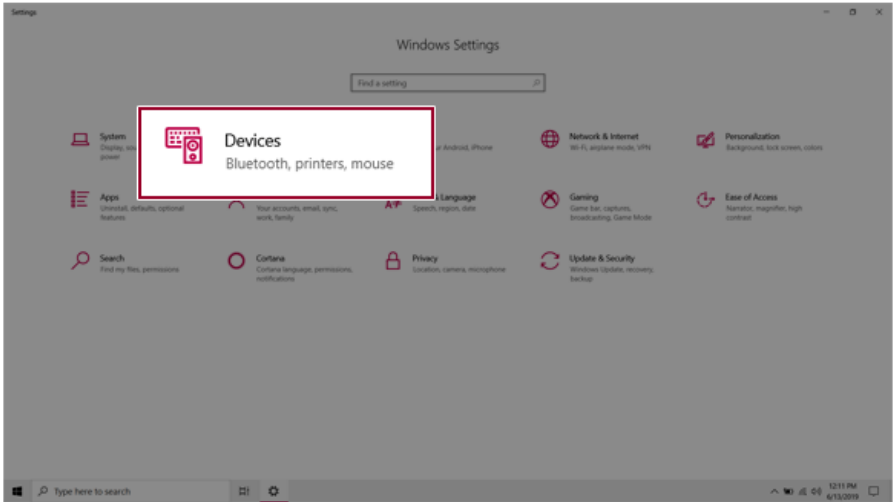 Settings
Windows Settings
Find a setting
System
Display, sou
power
Devices
Bluetooth, printers, mouse
ur Android, iPhone
Network & Internet
Wi-Fi, airplane mode, VPN
Personalization
Background, lock screen, colors
Apps
Uninstall, defaults, optional
features
Your accounts, email, sync,
work, family
& Language
Speech, region, date
Gaming
Game bar, captures,
broadcasting, Game Mode
Ease of Access
Narrator, magnifier, high
contrast
Search
Find my files, permissions
Cortana
Cortana language, permissions,
notifications
Privacy
Location, camera, microphone
Update & Security
Windows Update, recovery,
backup
Type here to search
12:11 PM
6/13/2019